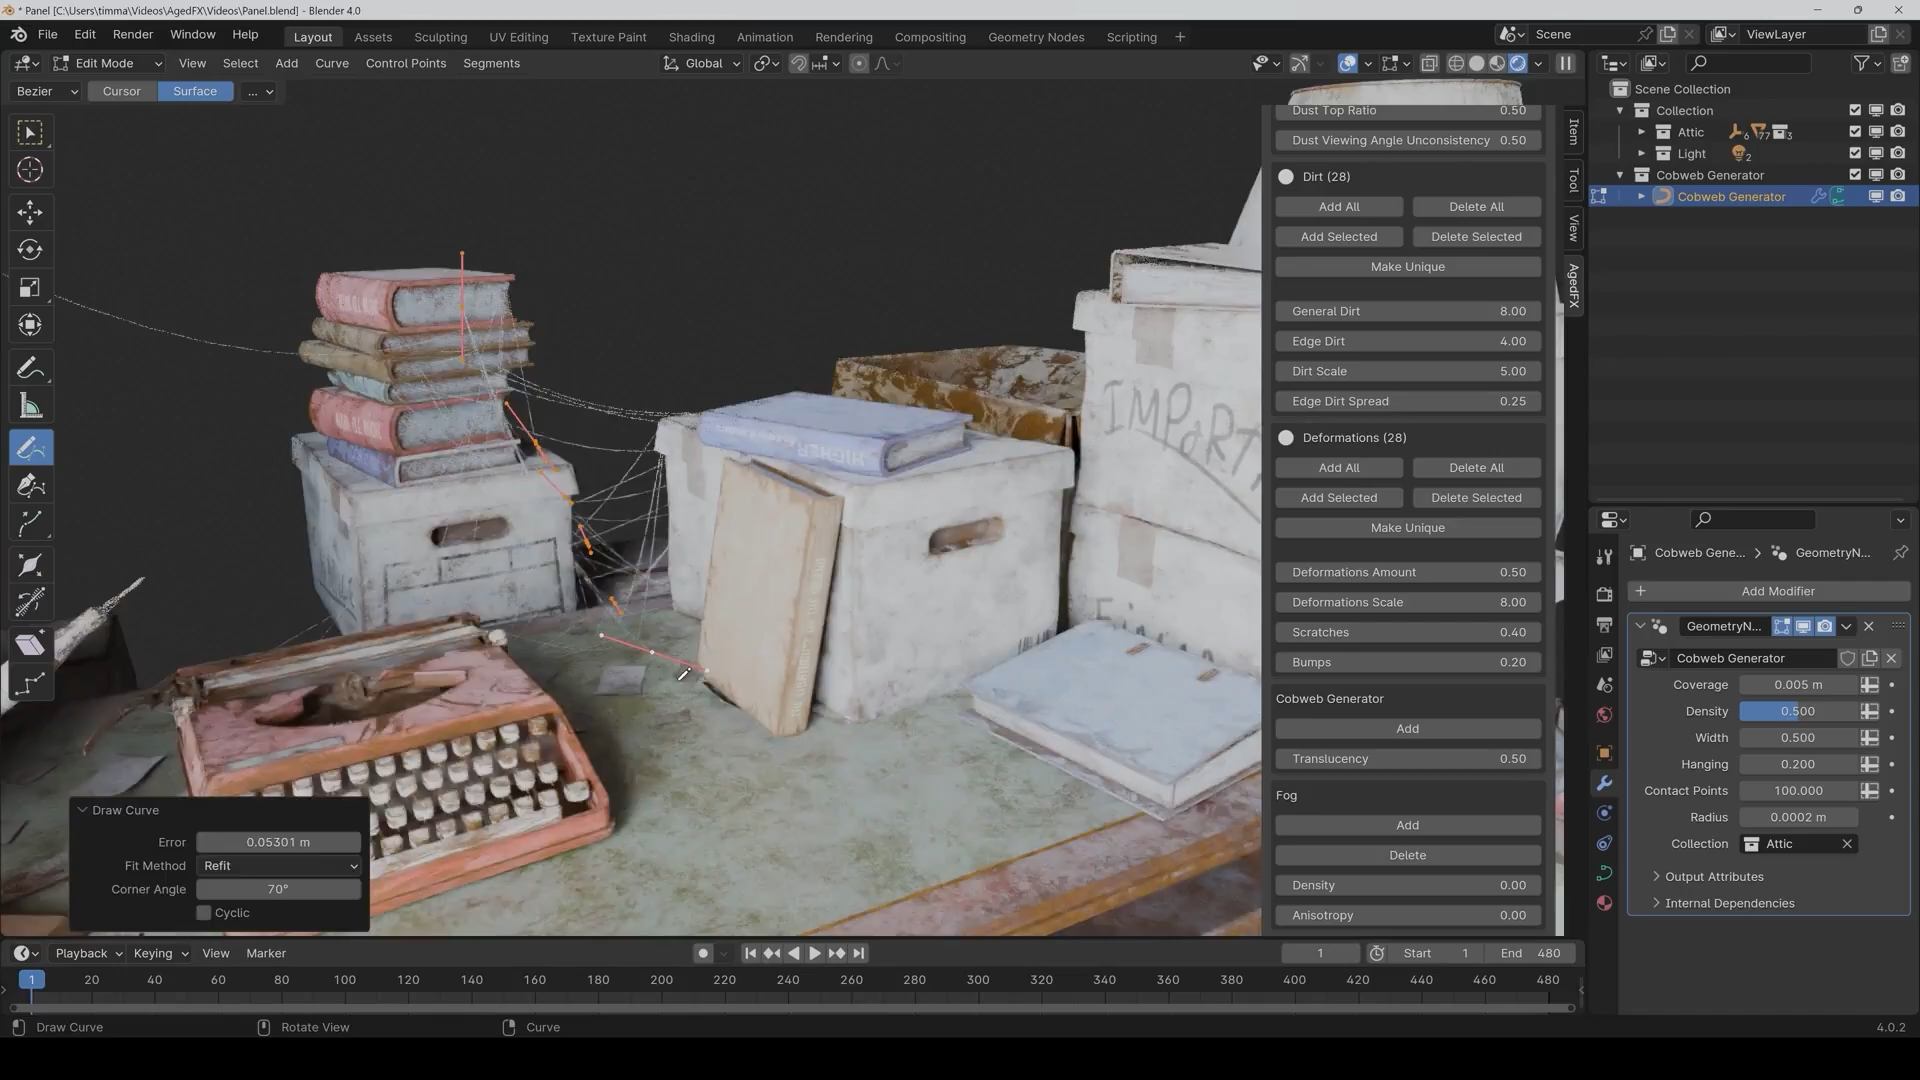 * Panel [C:\Users\timma\Videos\AgedFX\Videos\Panel.blend] - Blender 4.0
File Edit Render Window Help Layout Assets Sculpting UV Editing Texture Paint Shading Animation Rendering Compositing Geometry Nodes Scripting + Scene ViewLayer
Edit Mode View Select Add Curve Control Points Segments Global
Bezier Cursor Surface ...
Dust Top Ratio 0.50
Dust Viewing Angle Unconsistency 0.50
Dirt (28)
Add All Delete All
Add Selected Delete Selected
Make Unique
General Dirt 8.00
Edge Dirt 4.00
Dirt Scale 5.00
Edge Dirt Spread 0.25
Deformations (28)
Add All Delete All
Add Selected Delete Selected
Make Unique
Deformations Amount 0.50
Deformations Scale 8.00
Scratches 0.40
Bumps 0.20
Cobweb Generator
Add
Translucency 0.50
Fog
Add
Delete
Density 0.00
Anisotropy 0.00
Item
Tool
View
AgedFX
IMPORT
HIGHER
Scene Collection
Collection
Attic 6 77 3
Light 2
Cobweb Generator
Cobweb Generator
Cobweb Gene... > GeometryN...
+ Add Modifier
GeometryN...
Cobweb Generator
Coverage 0.005 m
Density 0.500
Width 0.500
Hanging 0.200
Contact Points 100.000
Radius 0.0002 m
Collection Attic
Output Attributes
Internal Dependencies
Draw Curve
Error 0.05301 m
Fit Method Refit
Corner Angle 70°
Cyclic
Playback Keying View Marker 1 Start 1 End 480
1 20 40 60 80 100 120 140 160 180 200 220 240 260 280 300 320 340 360 380 400 420 440 460 480
Draw Curve Rotate View Curve 4.0.2